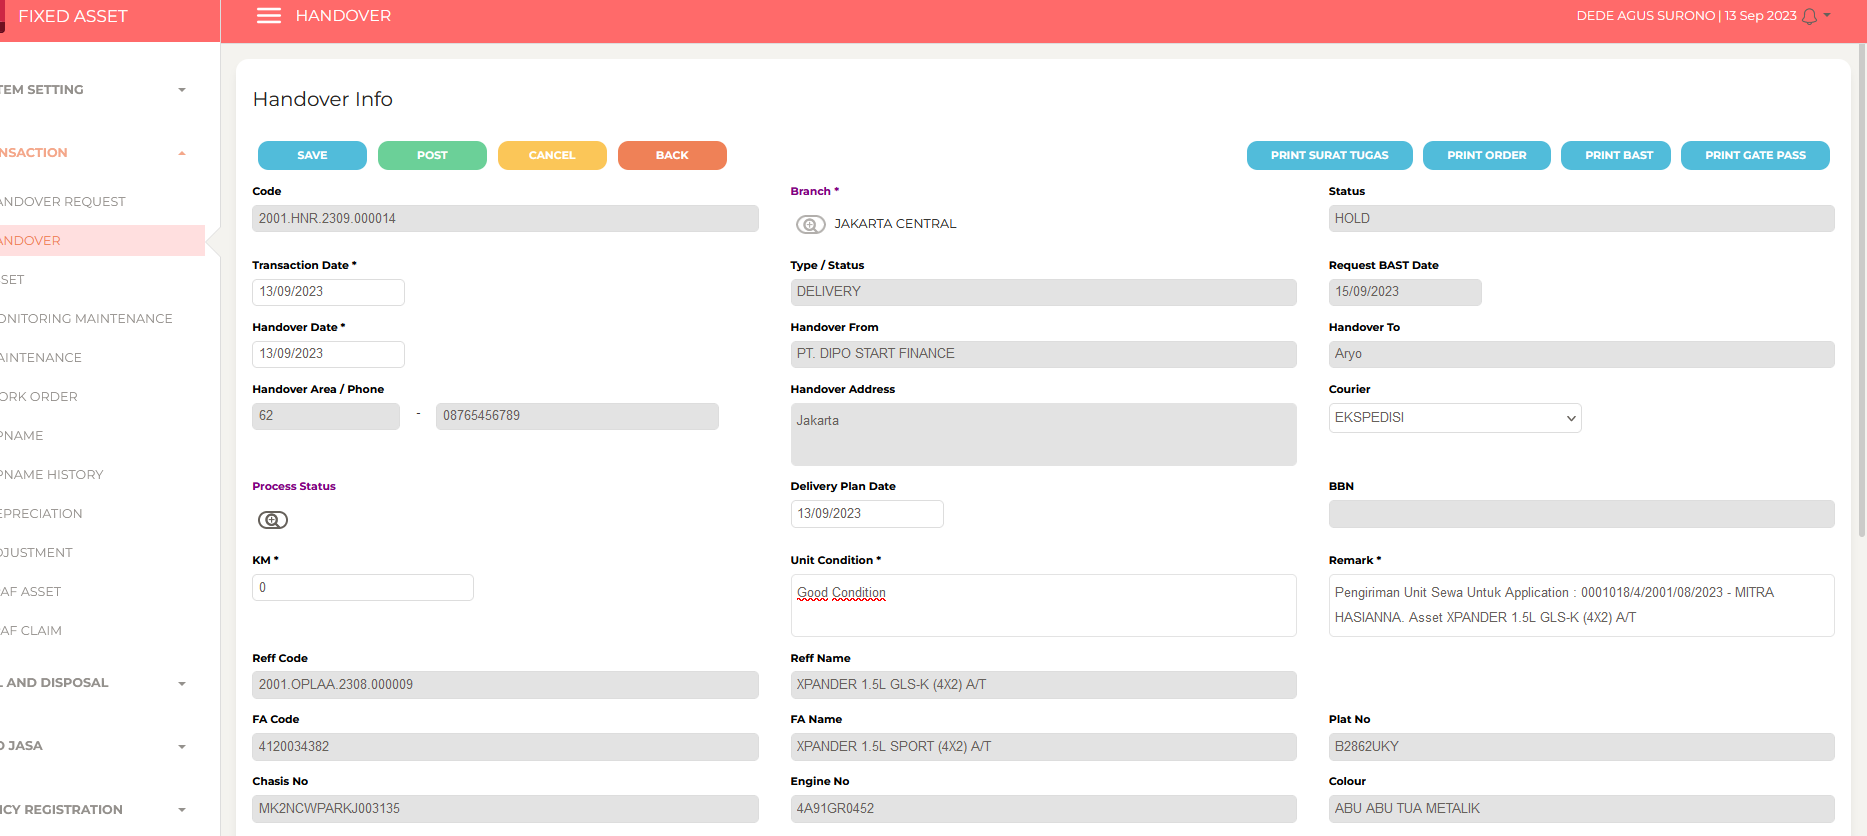 FIXED ASSET
HANDOVER
DEDE AGUS SURONO | 13 Sep 2023
TEM SETTING
NSACTION
ANDOVER REQUEST
ANDOVER
SSET
ONITORING MAINTENANCE
AINTENANCE
ORK ORDER
PNAME
PNAME HISTORY
EPRECIATION
DJUSTMENT
AF ASSET
AF CLAIM
L AND DISPOSAL
O JASA
ICY REGISTRATION
Handover Info
SAVE POST CANCEL BACK PRINT SURAT TUGAS PRINT ORDER PRINT BAST PRINT GATE PASS
Code Branch * Status
2001.HNR.2309.000014 JAKARTA CENTRAL HOLD
Transaction Date * Type / Status Request BAST Date
13/09/2023 DELIVERY 15/09/2023
Handover Date * Handover From Handover To
13/09/2023 PT. DIPO START FINANCE Aryo
Handover Area / Phone Handover Address Courier
62 - 08765456789 Jakarta EKSPEDISI
Process Status Delivery Plan Date BBN
13/09/2023
KM * Unit Condition * Remark *
0 Good Condition Pengiriman Unit Sewa Untuk Application : 0001018/4/2001/08/2023 - MITRA
HASIANNA. Asset XPANDER 1.5L GLS-K (4X2) A/T
Reff Code Reff Name
2001.OPLAA.2308.000009 XPANDER 1.5L GLS-K (4X2) A/T
FA Code FA Name Plat No
4120034382 XPANDER 1.5L SPORT (4X2) A/T B2862UKY
Chasis No Engine No Colour
MK2NCWPARKJ003135 4A91GR0452 ABU ABU TUA METALIK